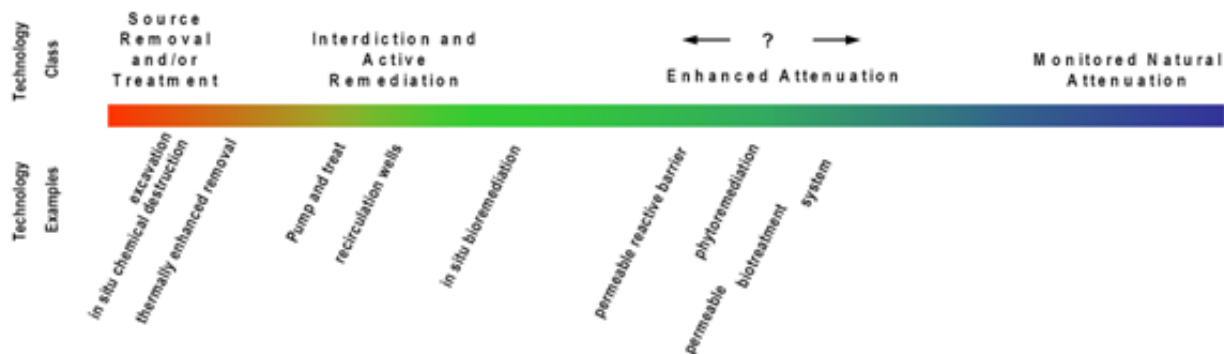 Technology
Class
Source
Removal
and/or
Treatment
Interdiction and
Active
Remediation
?
Enhanced Attenuation
Monitored Natural
Attenuation
Technology
Examples
excavation
in situ chemical destruction
thermally enhanced removal
Pump and treat
recirculation wells
in situ bioremediation
permeable reactive barrier
phytoremediation
permeable biotreatment system